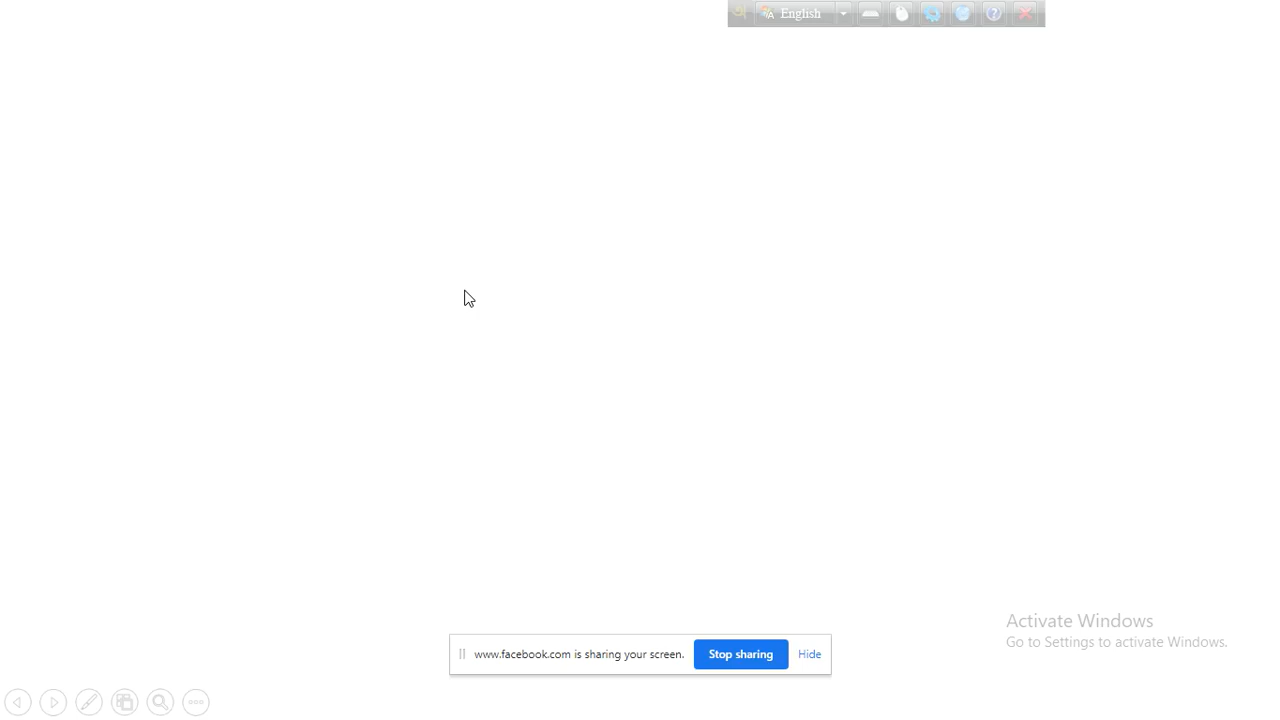 English
www.facebook.com is sharing your screen.
Stop sharing
Hide
Activate Windows
Go to Settings to activate Windows.